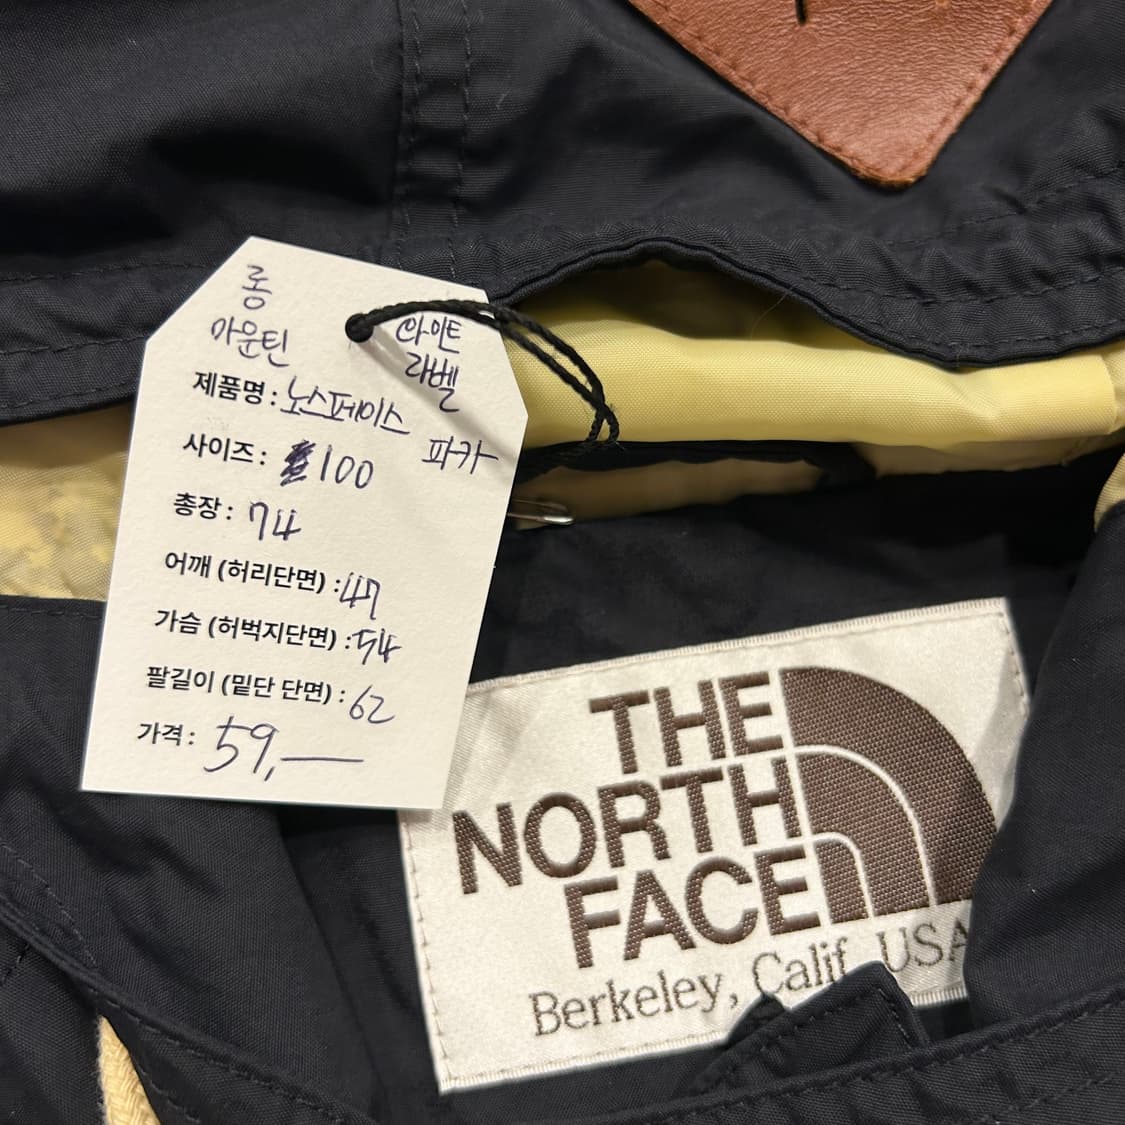 롱
마운틴
화이트
라벨
제품명 : 노스페이스
파카
사이즈 : 100
총장 : 74
어깨 (허리단면) : 47
가슴 (허벅지단면) : 54
팔길이 (밑단 단면) : 62
가격 : 59,—
THE
NORTH
FACE
Berkeley, Calif. USA